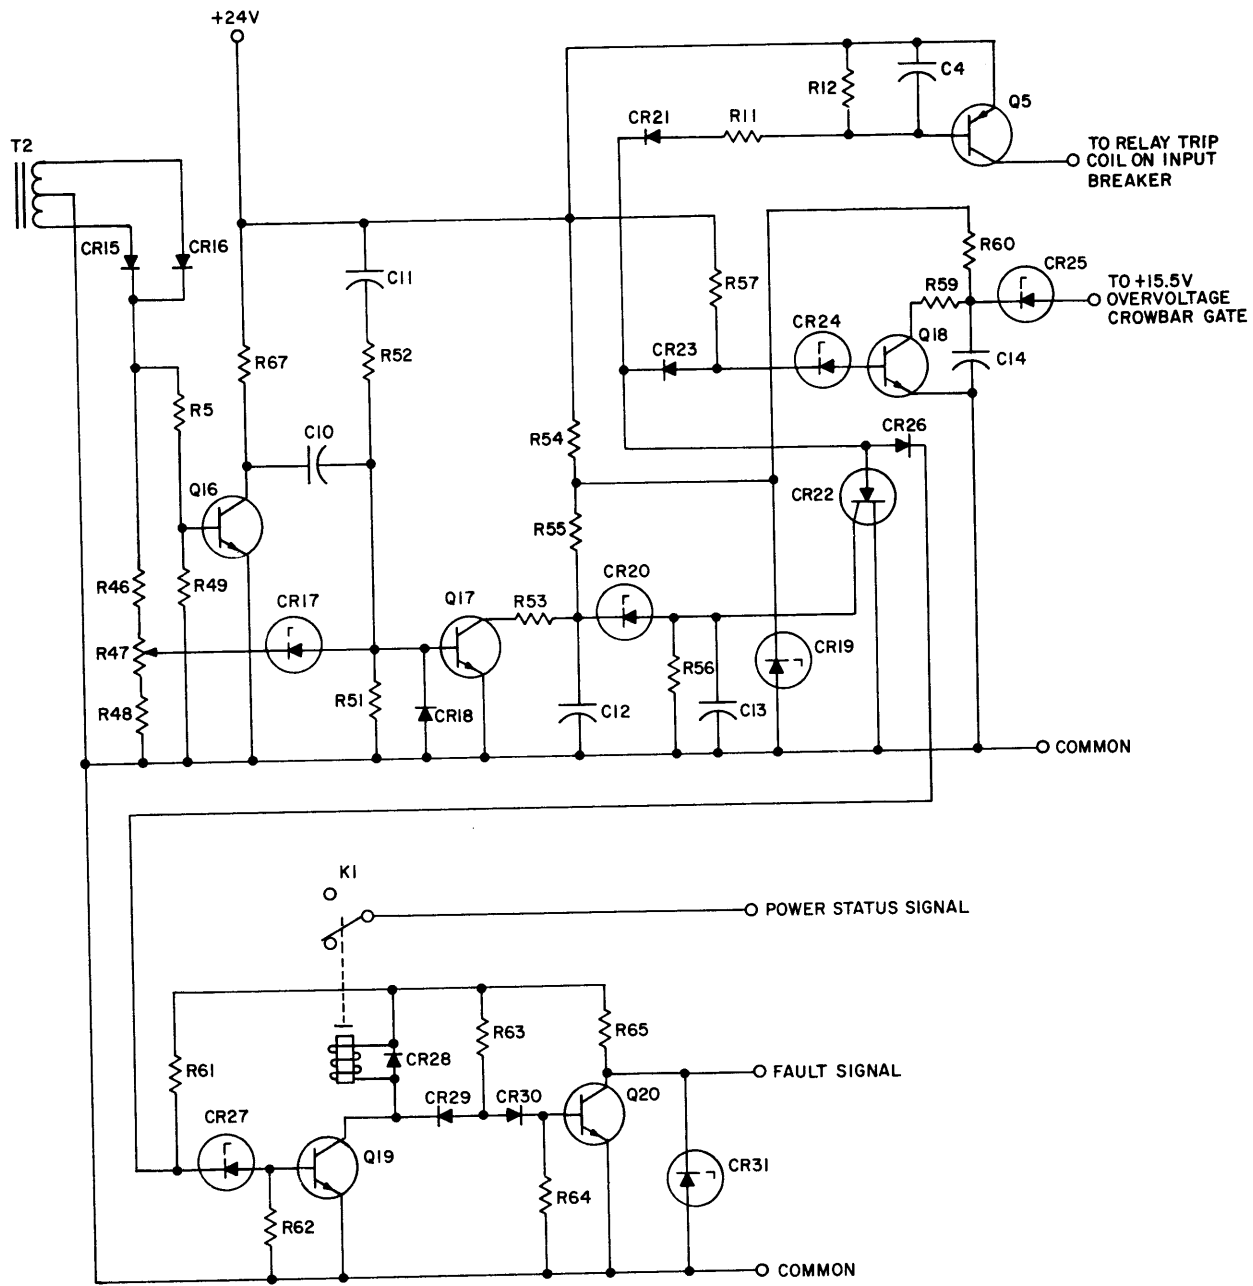 +24V
C4
R12
Q5
CR21
R11
T2
TO RELAY TRIP
COIL ON INPUT
BREAKER
CR15
CR16
R60
CR25
C11
R57
R59
TO +15.5V
OVERVOLTAGE
CROWBAR GATE
CR24
Q18
R67
R52
CR23
C14
R5
C10
R54
CR26
Q16
CR22
R55
R46
R49
CR17
Q17
R53
CR20
R47
CR19
R56
R48
R51
CR18
C12
C13
COMMON
K1
POWER STATUS SIGNAL
R63
R65
R61
CR28
FAULT SIGNAL
CR29
CR30
Q20
CR27
Q19
CR31
R64
R62
COMMON